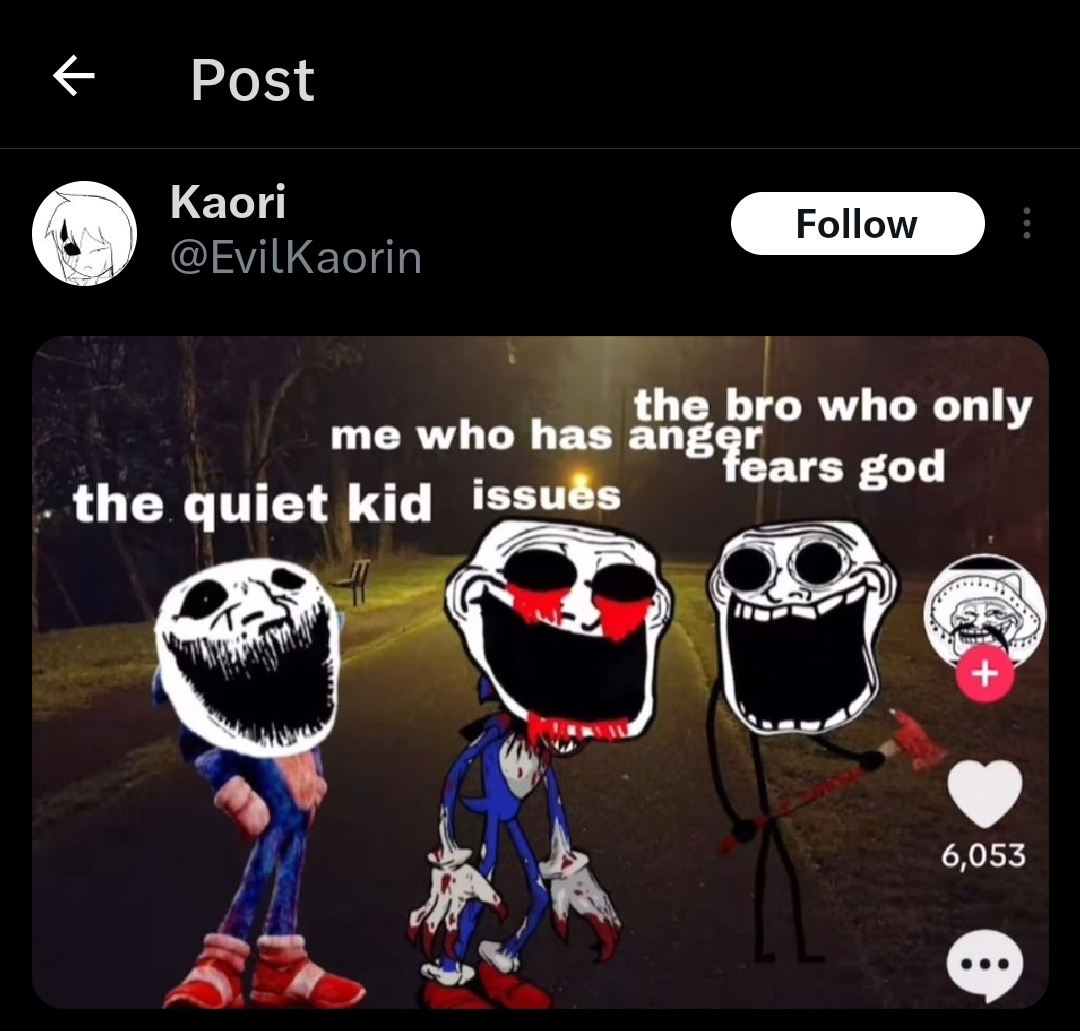 Post
Kaori
@EvilKaorin
Follow
the quiet kid
me who has anger
issues
the bro who only
fears god
6,053